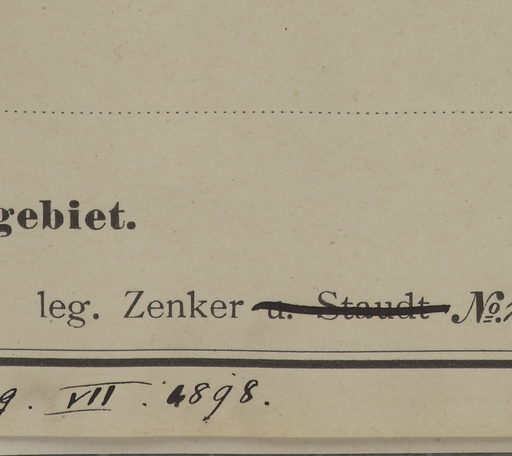 gebiet.
leg. Zenker u. Staudt №
9. VII. 1898.